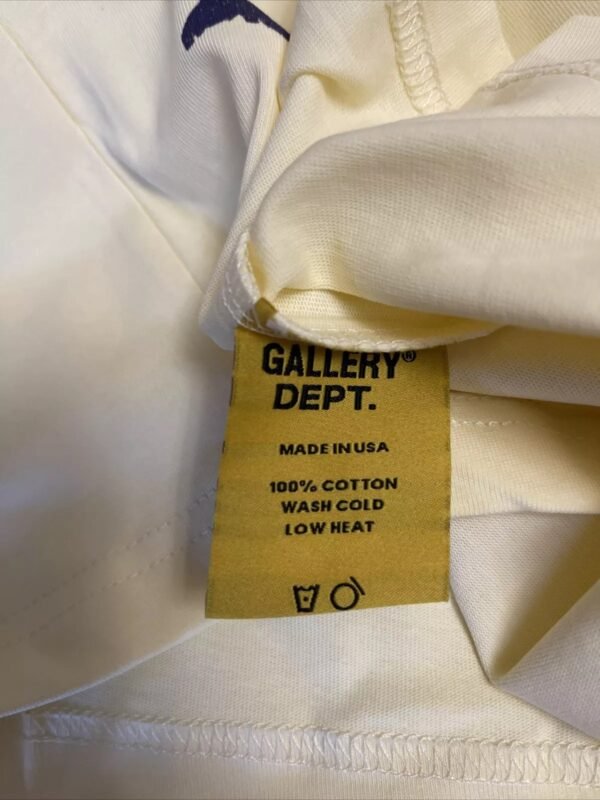 GALLERY®
DEPT.
MADE IN USA
100% COTTON
WASH COLD
LOW HEAT